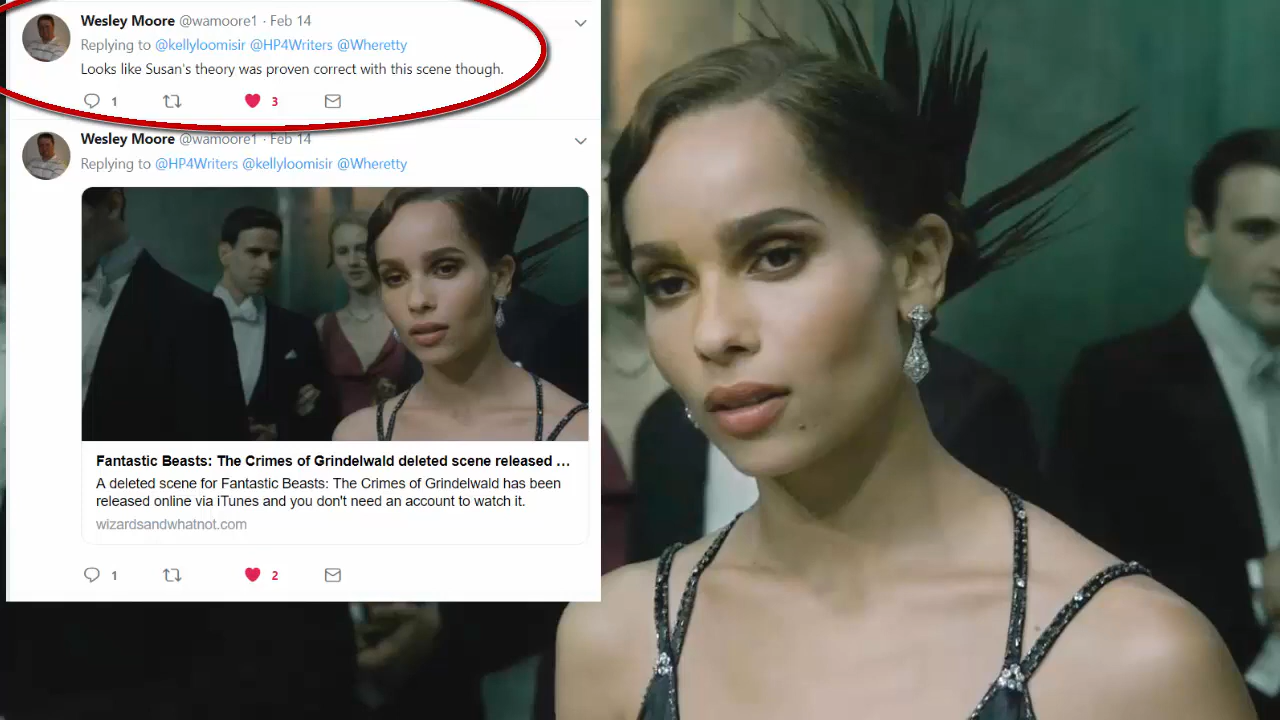 Wesley Moore @wamoore1 · Feb 14
Replying to @kellyloomisir @HP4Writers @Wheretty
Looks like Susan's theory was proven correct with this scene though.
1 3
Wesley Moore @wamoore1 · Feb 14
Replying to @HP4Writers @kellyloomisir @Wheretty
Fantastic Beasts: The Crimes of Grindelwald deleted scene released ...
A deleted scene for Fantastic Beasts: The Crimes of Grindelwald has been
released online via iTunes and you don't need an account to watch it.
wizardsandwhatnot.com
1 2